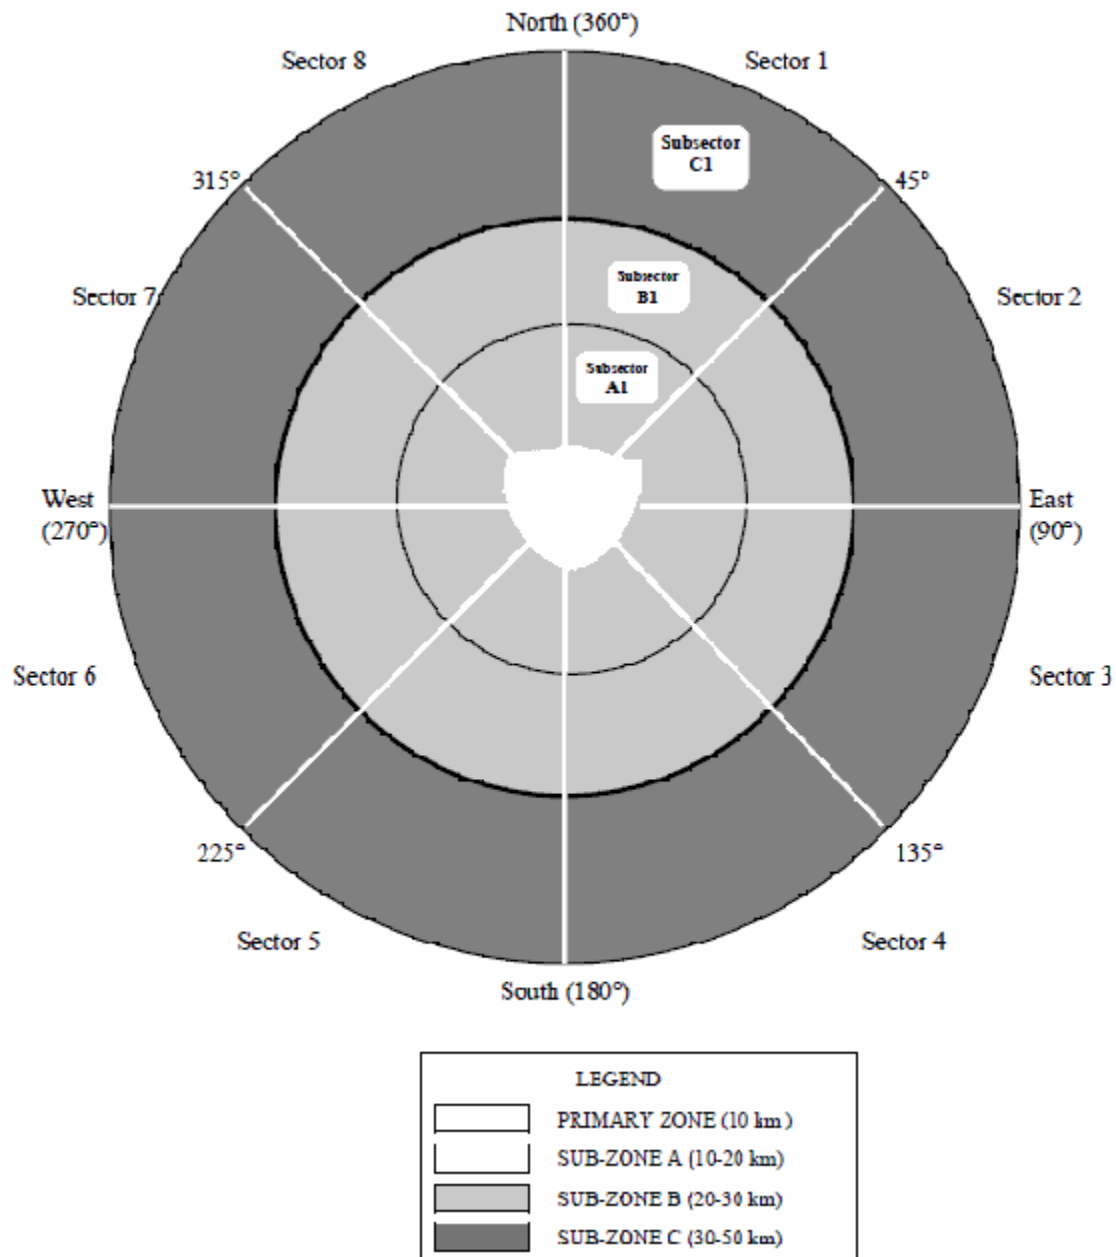 North (360°)
Sector 8
Sector 1
Subsector
C1
315°
45°
Sector 7
Subsector
B1
Sector 2
Subsector
A1
West
(270°)
East
(90°)
Sector 6
Sector 3
225°
135°
Sector 5
Sector 4
South (180°)
LEGEND
PRIMARY ZONE (10 km )
SUB-ZONE A (10-20 km)
SUB-ZONE B (20-30 km)
SUB-ZONE C (30-50 km)